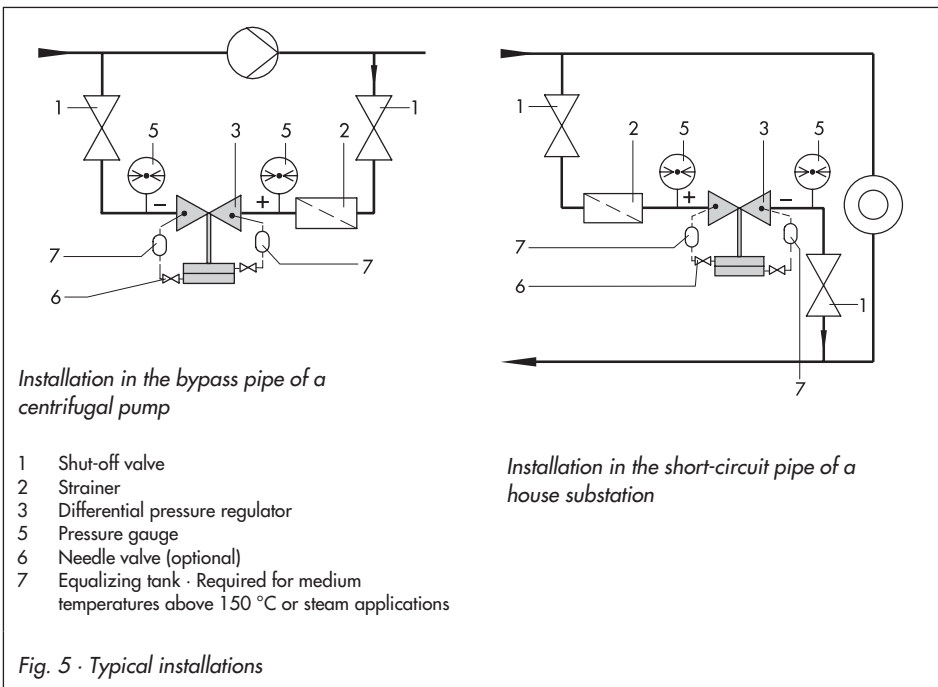 1
5
3
5
2
1
–
+
7
7
6
Installation in the bypass pipe of a
centrifugal pump
1 Shut-off valve
2 Strainer
3 Differential pressure regulator
5 Pressure gauge
6 Needle valve (optional)
7 Equalizing tank · Required for medium
temperatures above 150 °C or steam applications
1
2
5
3
5
+
–
7
6
1
7
Installation in the short-circuit pipe of a
house substation
Fig. 5 · Typical installations